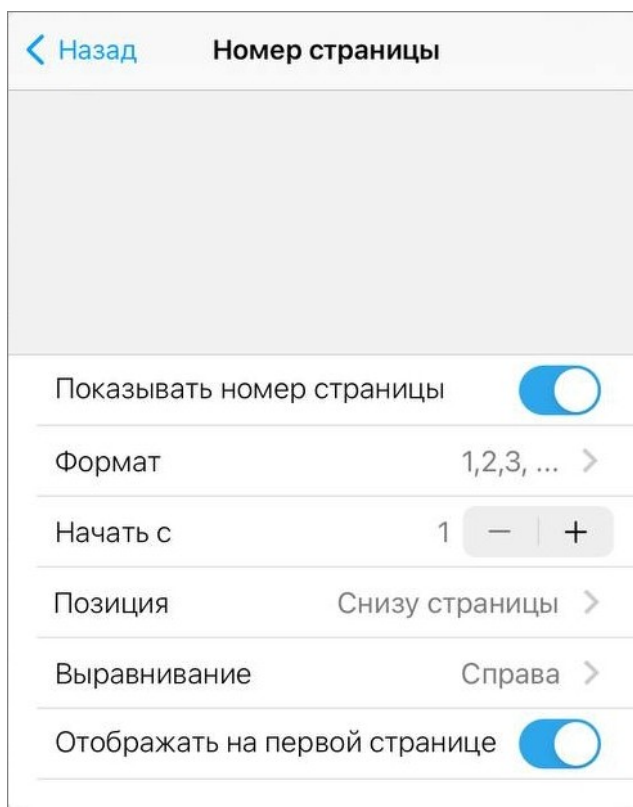 Назад Номер страницы
Показывать номер страницы
Формат 1,2,3, ...
Начать с 1 − +
Позиция Снизу страницы
Выравнивание Справа
Отображать на первой странице